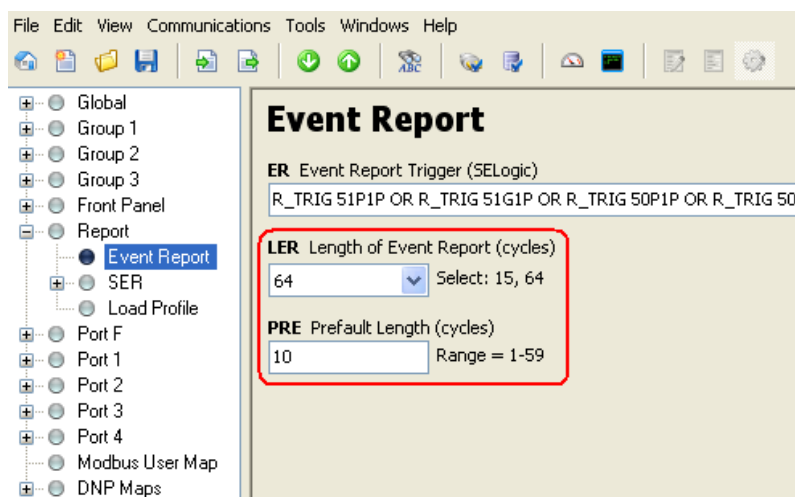 File Edit View Communications Tools Windows Help
ABC
Global
Group 1
Group 2
Group 3
Front Panel
Report
Event Report
SER
Load Profile
Port F
Port 1
Port 2
Port 3
Port 4
Modbus User Map
DNP Maps
Event Report
ER Event Report Trigger (SELogic)
R_TRIG 51P1P OR R_TRIG 51G1P OR R_TRIG 50P1P OR R_TRIG 50
LER Length of Event Report (cycles)
64 Select: 15, 64
PRE Prefault Length (cycles)
10 Range = 1-59